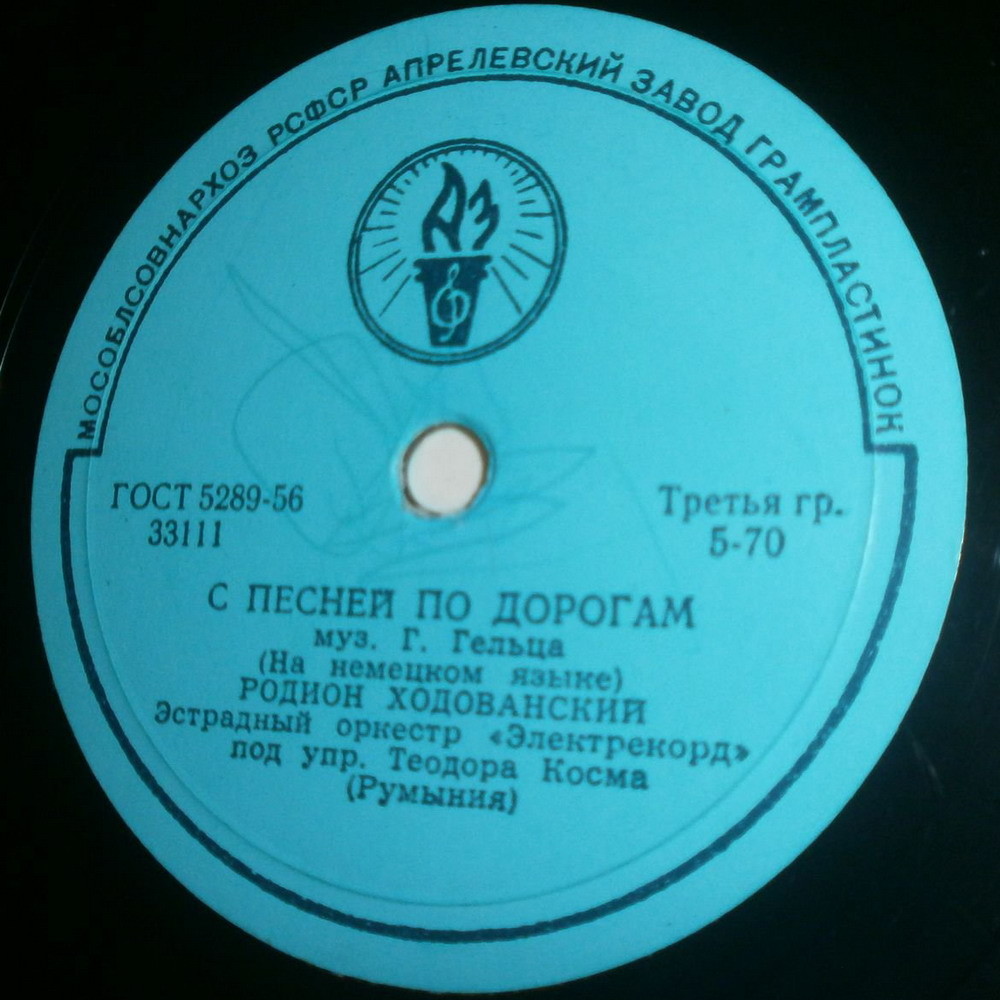 МОСОБЛСОВНАРХОЗ РСФСР АПРЕЛЕВСКИЙ ЗАВОД ГРАМПЛАСТИНОК
АЗ
ГОСТ 5289-56
33111
Третья гр.
5-70
С ПЕСНЕЙ ПО ДОРОГАМ
муз. Г. Гельца
(На немецком языке)
РОДИОН ХОДОВАНСКИЙ
Эстрадный оркестр «Электрекорд»
под упр. Теодора Косма
(Румыния)